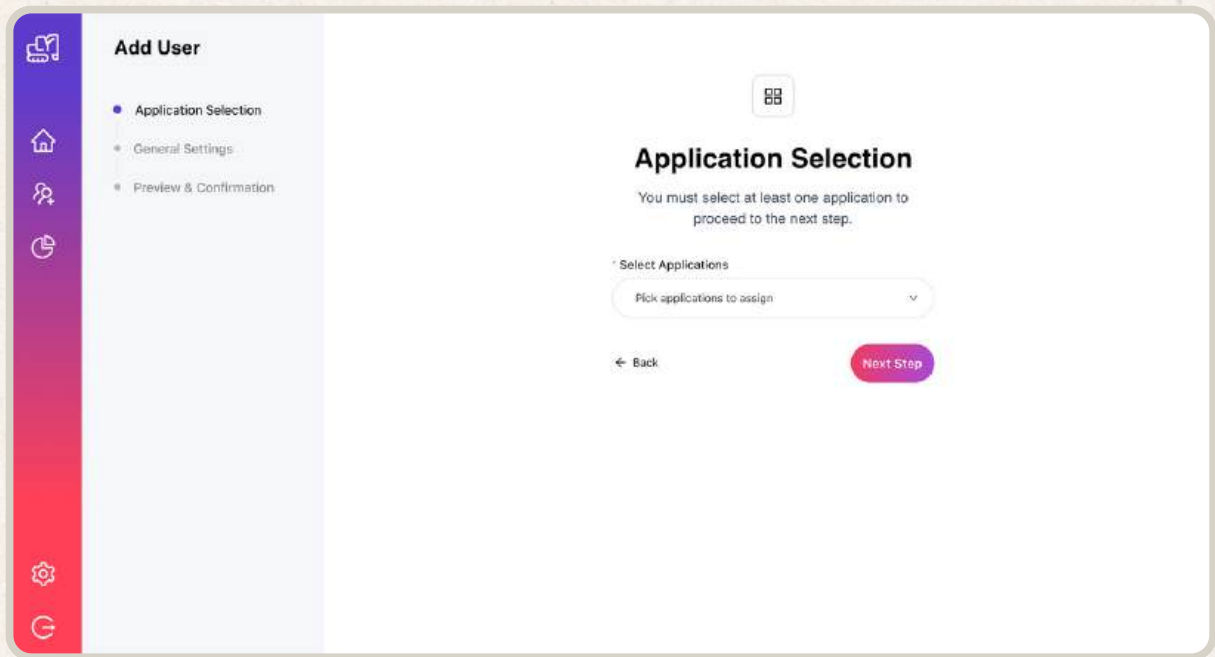 Add User
Application Selection
General Settings
Preview & Confirmation
Application Selection
You must select at least one application to
proceed to the next step.
* Select Applications
Pick applications to assign
← Back
Next Step